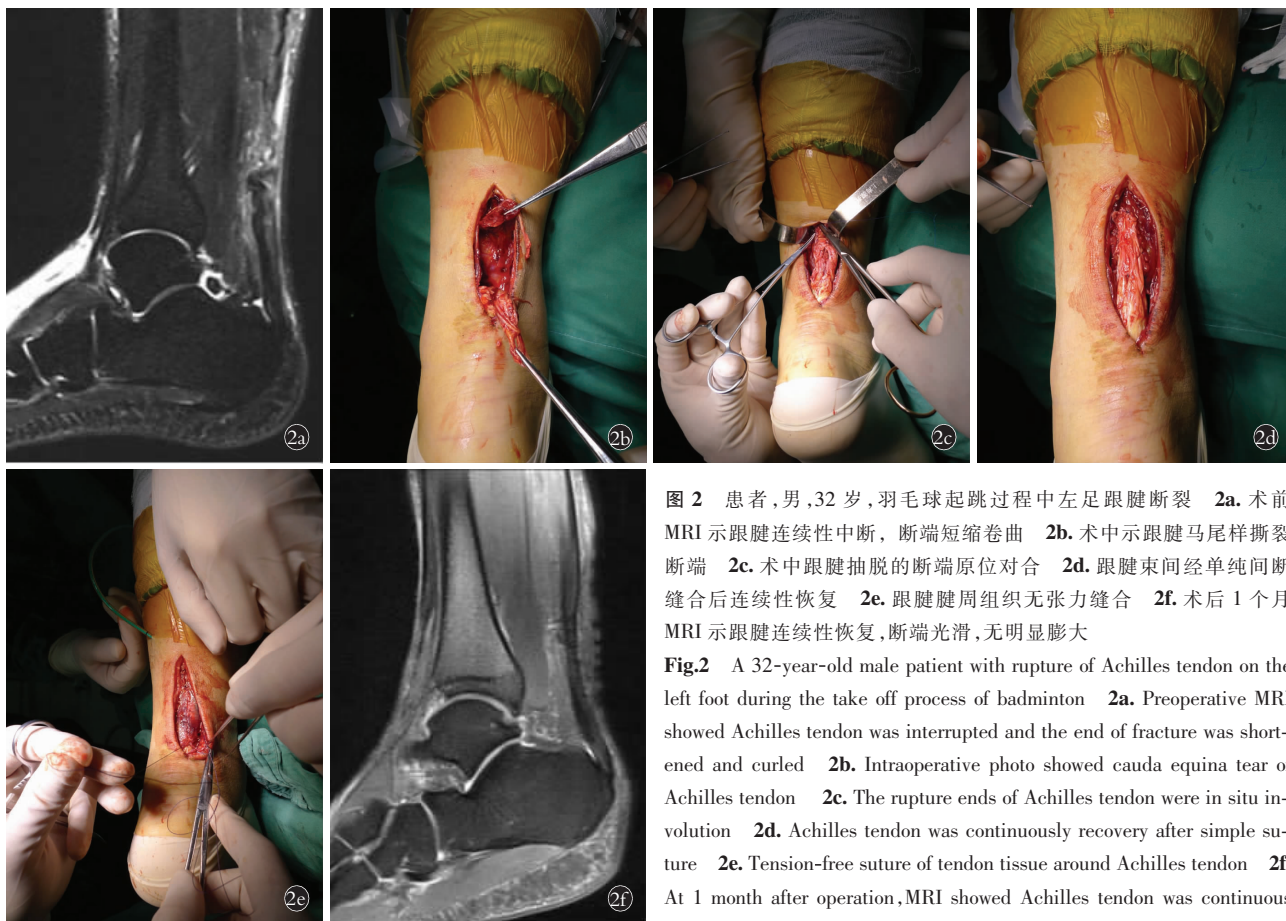 2a
2b
2c
2d
2e
2f
图 2 患者,男,32 岁,羽毛球起跳过程中左足跟腱断裂 2a. 术前
MRI 示跟腱连续性中断, 断端短缩卷曲 2b. 术中示跟腱马尾样撕裂
断端 2c. 术中跟腱抽脱的断端原位对合 2d. 跟腱束间经单纯间断
缝合后连续性恢复 2e. 跟腱腱周组织无张力缝合 2f. 术后 1 个月
MRI 示跟腱连续性恢复,断端光滑,无明显膨大
Fig.2 A 32-year-old male patient with rupture of Achilles tendon on the
left foot during the take off process of badminton 2a. Preoperative MRI
showed Achilles tendon was interrupted and the end of fracture was short-
ened and curled 2b. Intraoperative photo showed cauda equina tear o
Achilles tendon 2c. The rupture ends of Achilles tendon were in situ in-
volution 2d. Achilles tendon was continuously recovery after simple su-
ture 2e. Tension-free suture of tendon tissue around Achilles tendon 2f
At 1 month after operation,MRI showed Achilles tendon was continuou